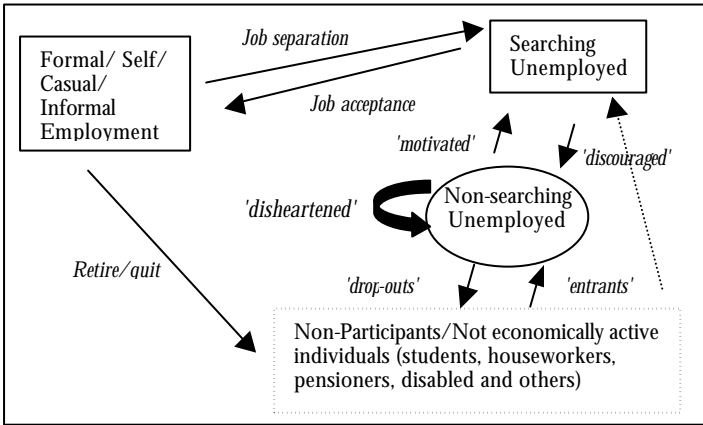 Job separation
Searching
Unemployed
Formal/ Self/
Casual/
Informal
Employment
Job acceptance
'motivated'
'discouraged'
Non-searching
Unemployed
'disheartened'
Retire/quit
'drop-outs'
'entrants'
Non-Participants/Not economically active
individuals (students, houseworkers,
pensioners, disabled and others)